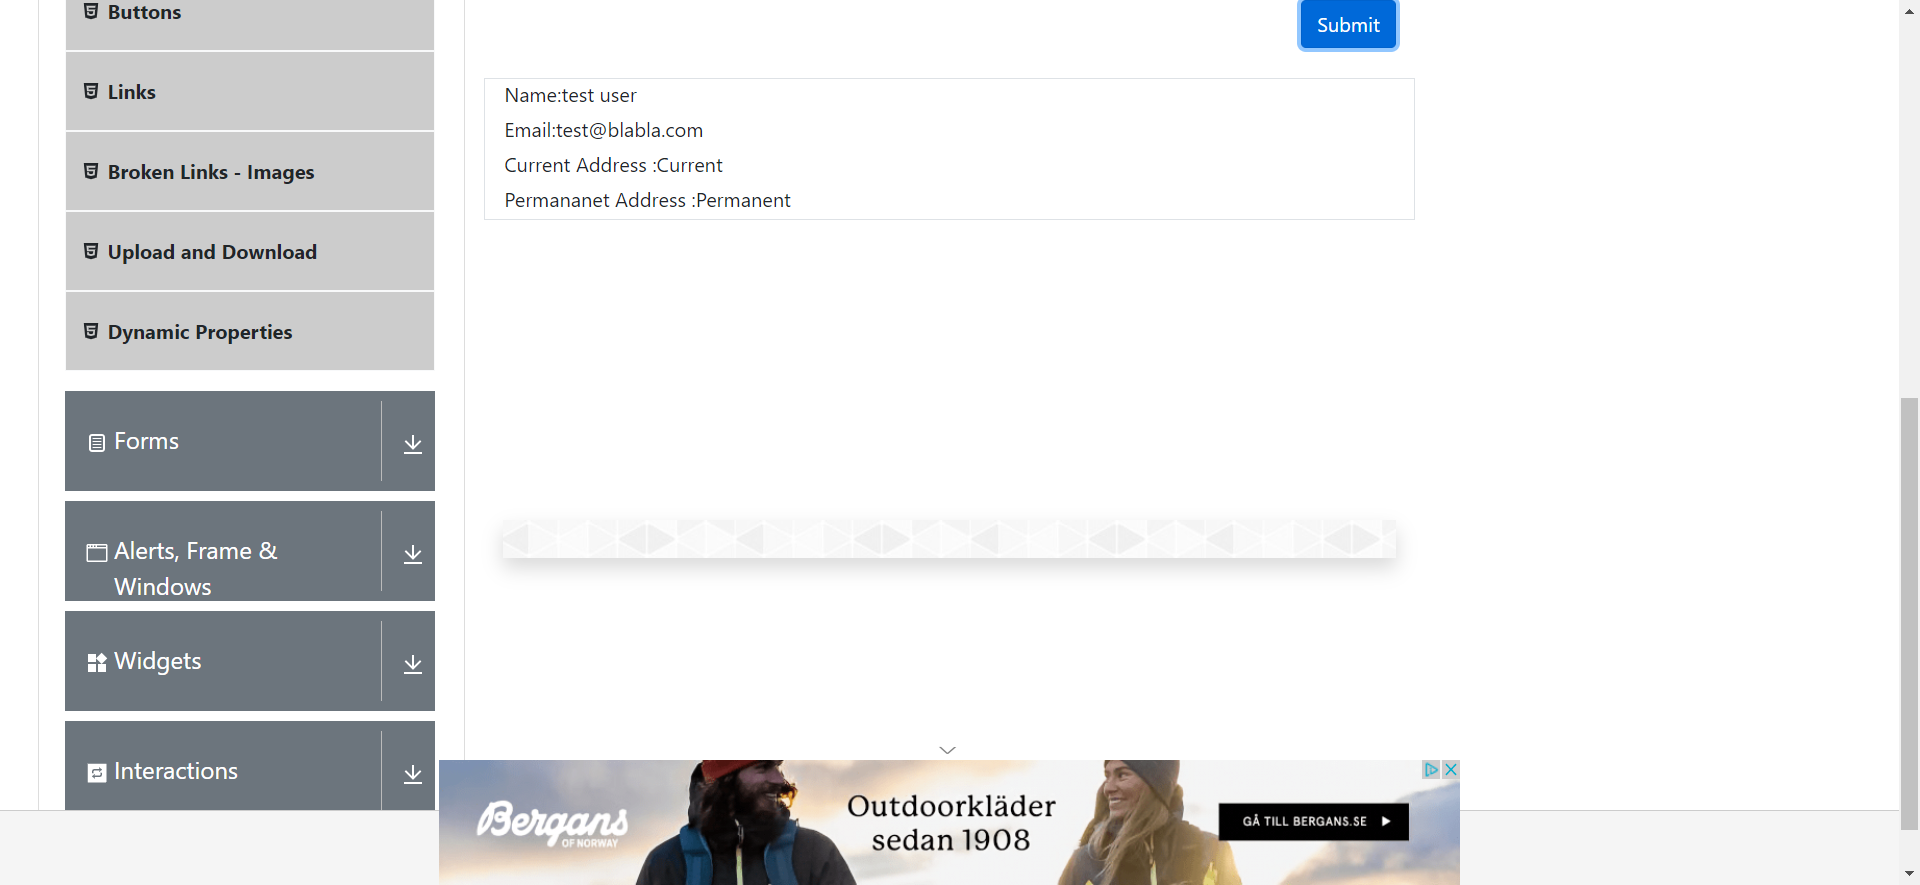 Buttons
Links
Broken Links - Images
Upload and Download
Dynamic Properties
Forms
Alerts, Frame &
Windows
Widgets
Interactions
Submit
Name:test user
Email:test@blabla.com
Current Address :Current
Permananet Address :Permanent
Bergans
OF NORWAY
Outdoorkläder
sedan 1908
GÅ TILL BERGANS.SE